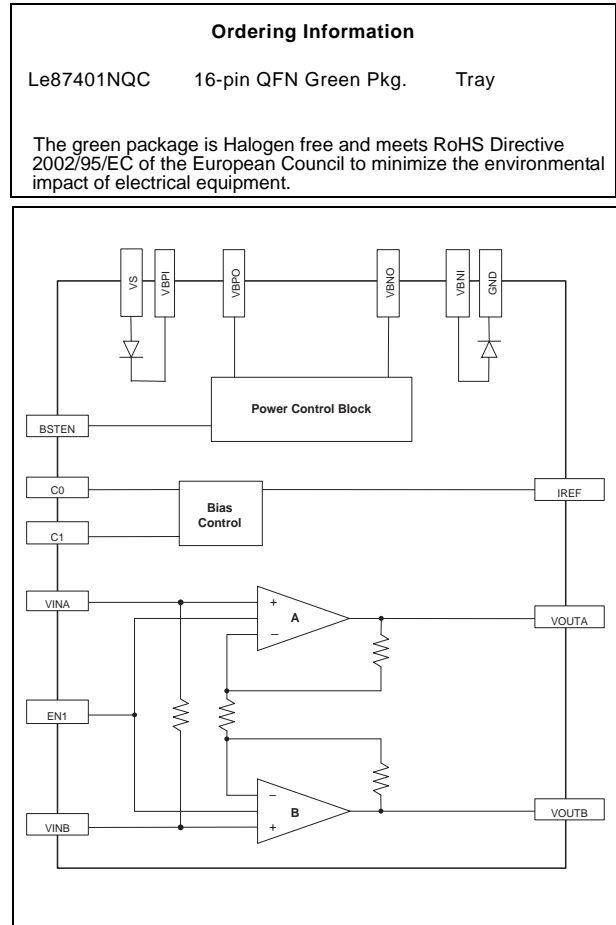 Ordering Information
Le87401NQC 16-pin QFN Green Pkg. Tray
The green package is Halogen free and meets RoHS Directive
2002/95/EC of the European Council to minimize the environmental
impact of electrical equipment.
VS
VBPI
VBPO
VBNO
VBNI
GND
Power Control Block
BSTEN
C0
Bias
Control
IREF
C1
VINA
+
A
−
VOUTA
EN1
−
B
+
VINB
VOUTB